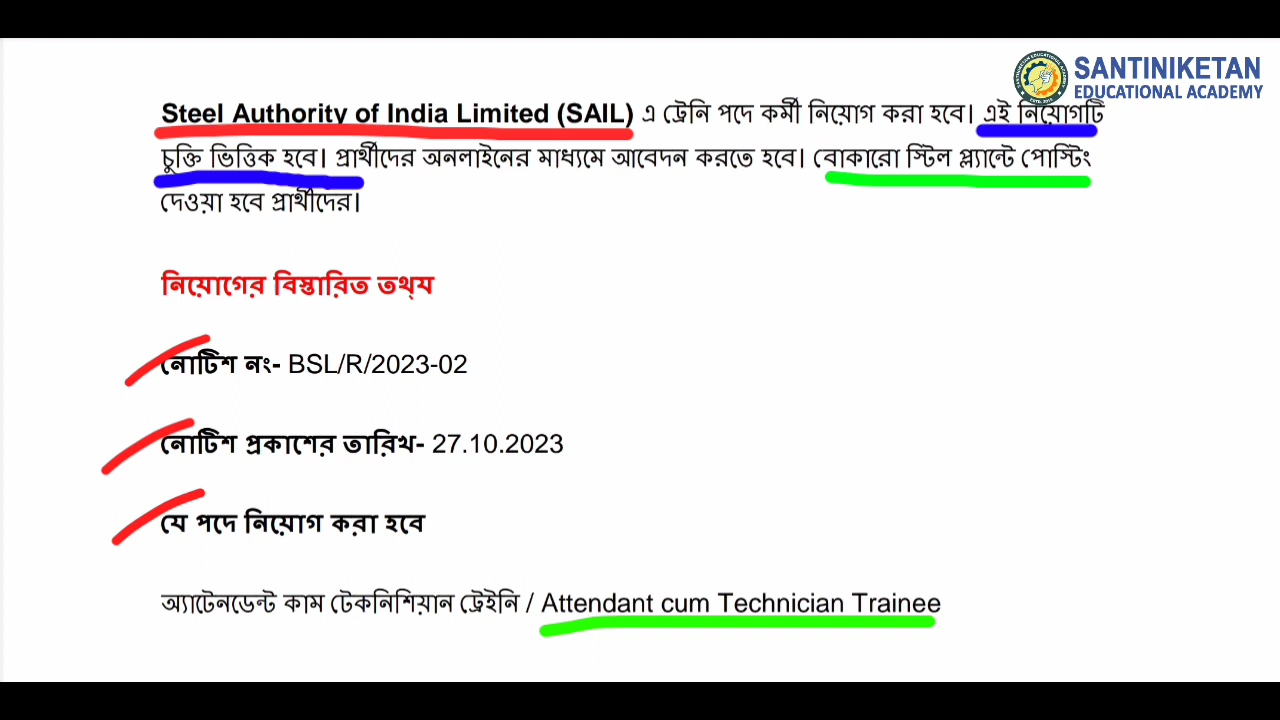 SANTINIKETAN
EDUCATIONAL ACADEMY
Steel Authority of India Limited (SAIL) এ ট্রেনি পদে কর্মী নিয়োগ করা হবে। এই নিয়োগটি
চুক্তি ভিত্তিক হবে। প্রার্থীদের অনলাইনের মাধ্যমে আবেদন করতে হবে। বোকারো স্টিল প্ল্যান্টে পোস্টিং
দেওয়া হবে প্রার্থীদের।
নিয়োগের বিস্তারিত তথ্য
নোটিশ নং- BSL/R/2023-02
নোটিশ প্রকাশের তারিখ- 27.10.2023
যে পদে নিয়োগ করা হবে
অ্যাটেনডেন্ট কাম টেকনিশিয়ান ট্রেইনি / Attendant cum Technician Trainee